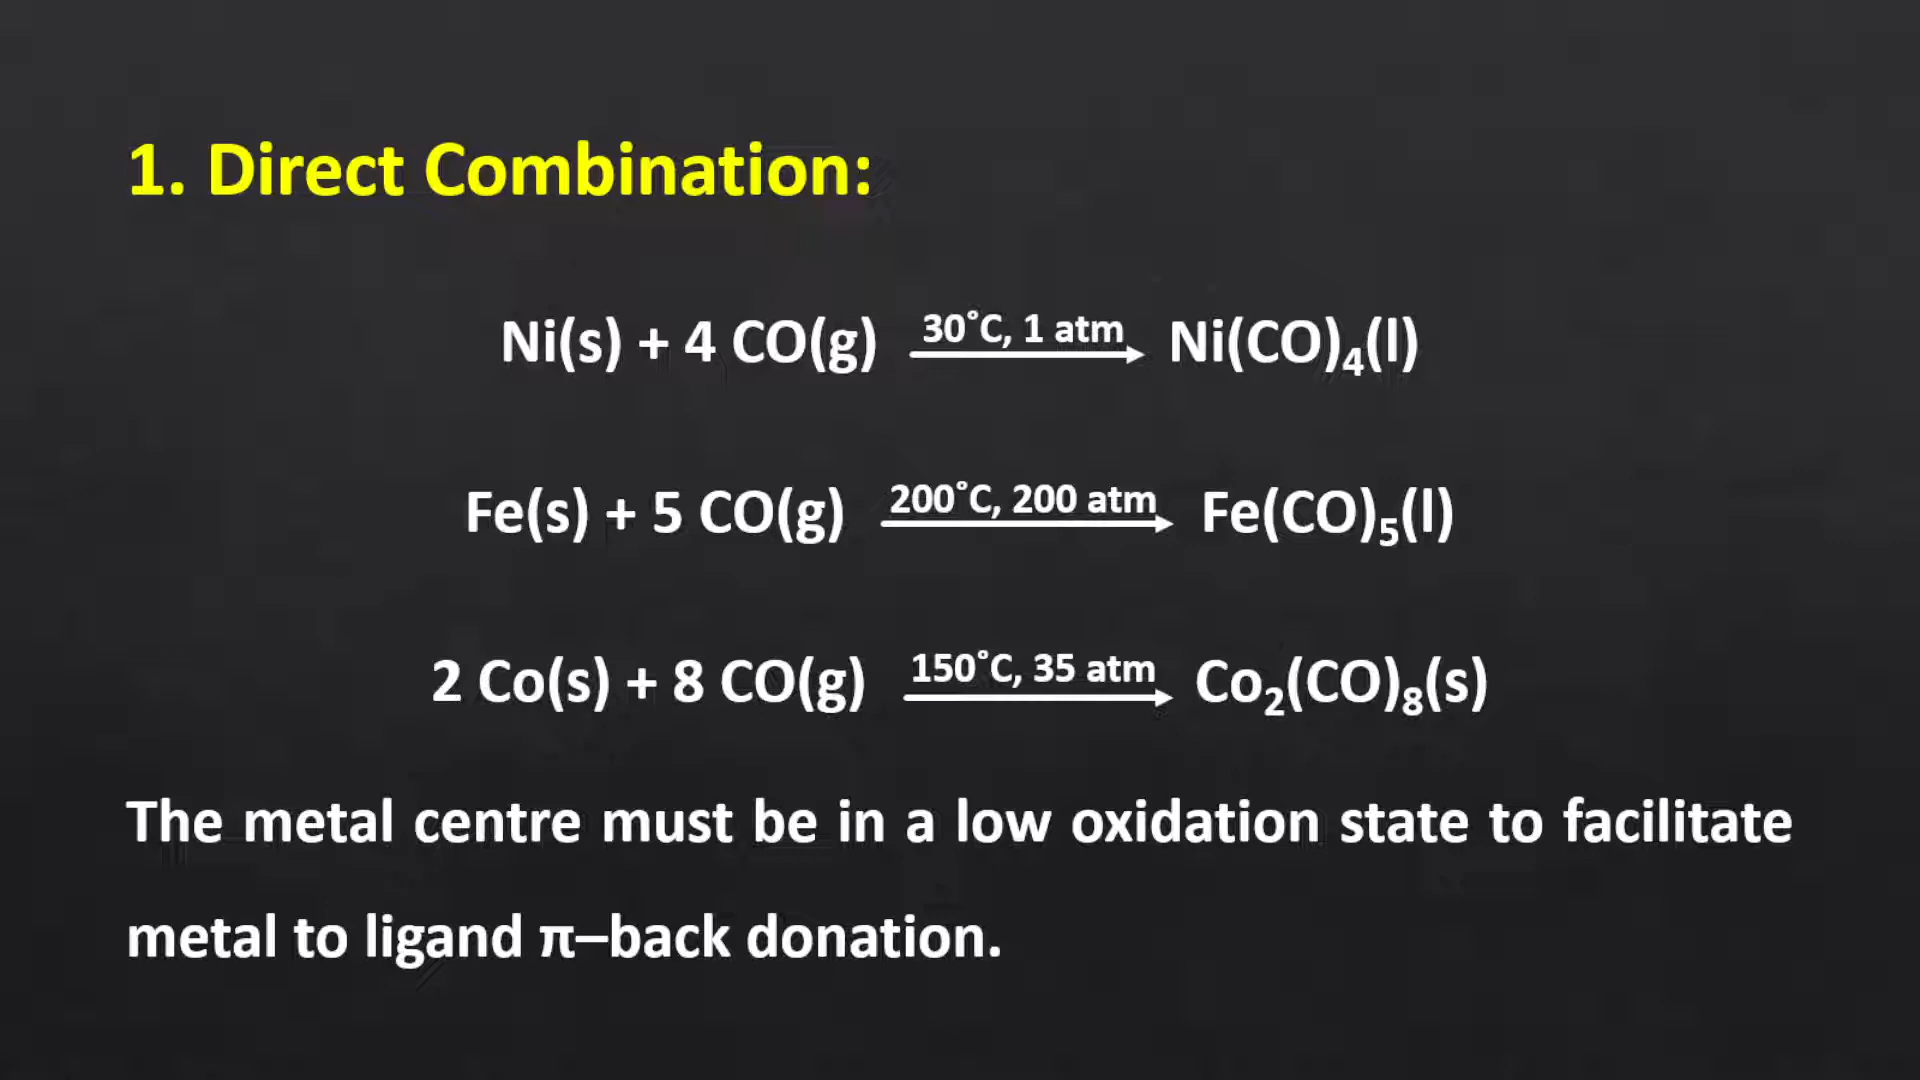 1. Direct Combination:
Ni(s) + 4 CO(g) 30˚C, 1 atm Ni(CO)₄(l)
Fe(s) + 5 CO(g) 200˚C, 200 atm Fe(CO)₅(l)
2 Co(s) + 8 CO(g) 150˚C, 35 atm Co₂(CO)₈(s)
The metal centre must be in a low oxidation state to facilitate
metal to ligand π–back donation.